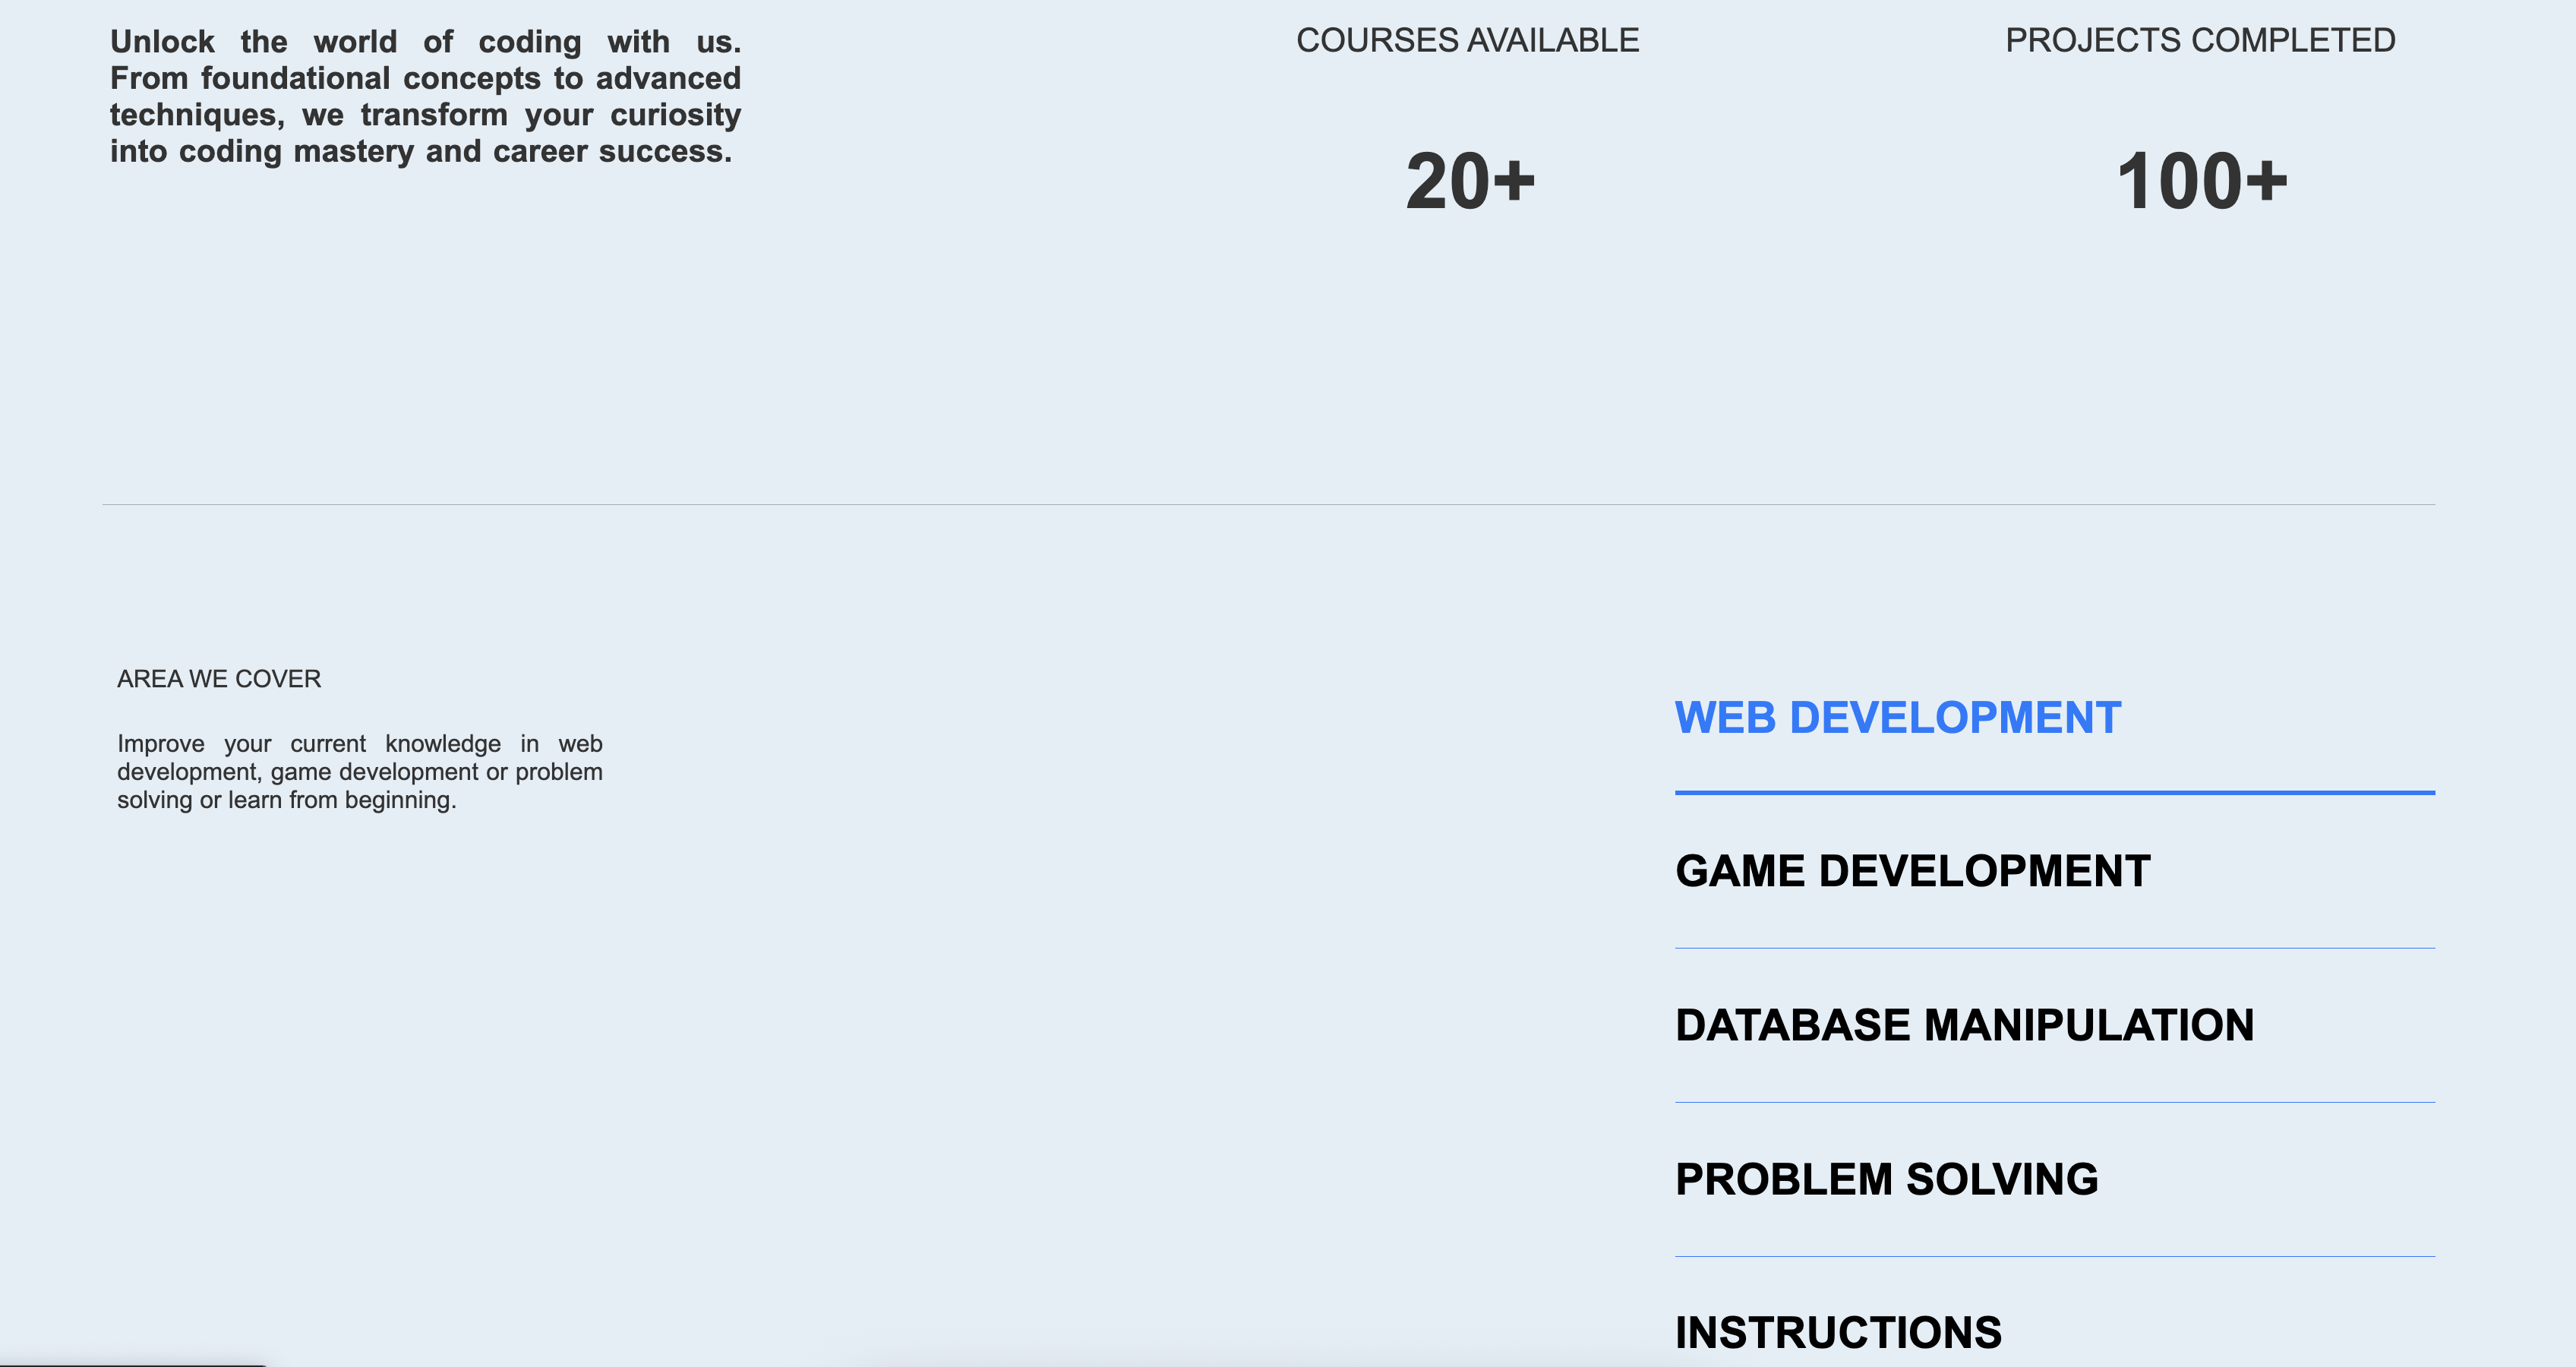 Unlock the world of coding with us.
From foundational concepts to advanced
techniques, we transform your curiosity
into coding mastery and career success.
COURSES AVAILABLE
20+
PROJECTS COMPLETED
100+
AREA WE COVER
Improve your current knowledge in web
development, game development or problem
solving or learn from beginning.
WEB DEVELOPMENT
GAME DEVELOPMENT
DATABASE MANIPULATION
PROBLEM SOLVING
INSTRUCTIONS